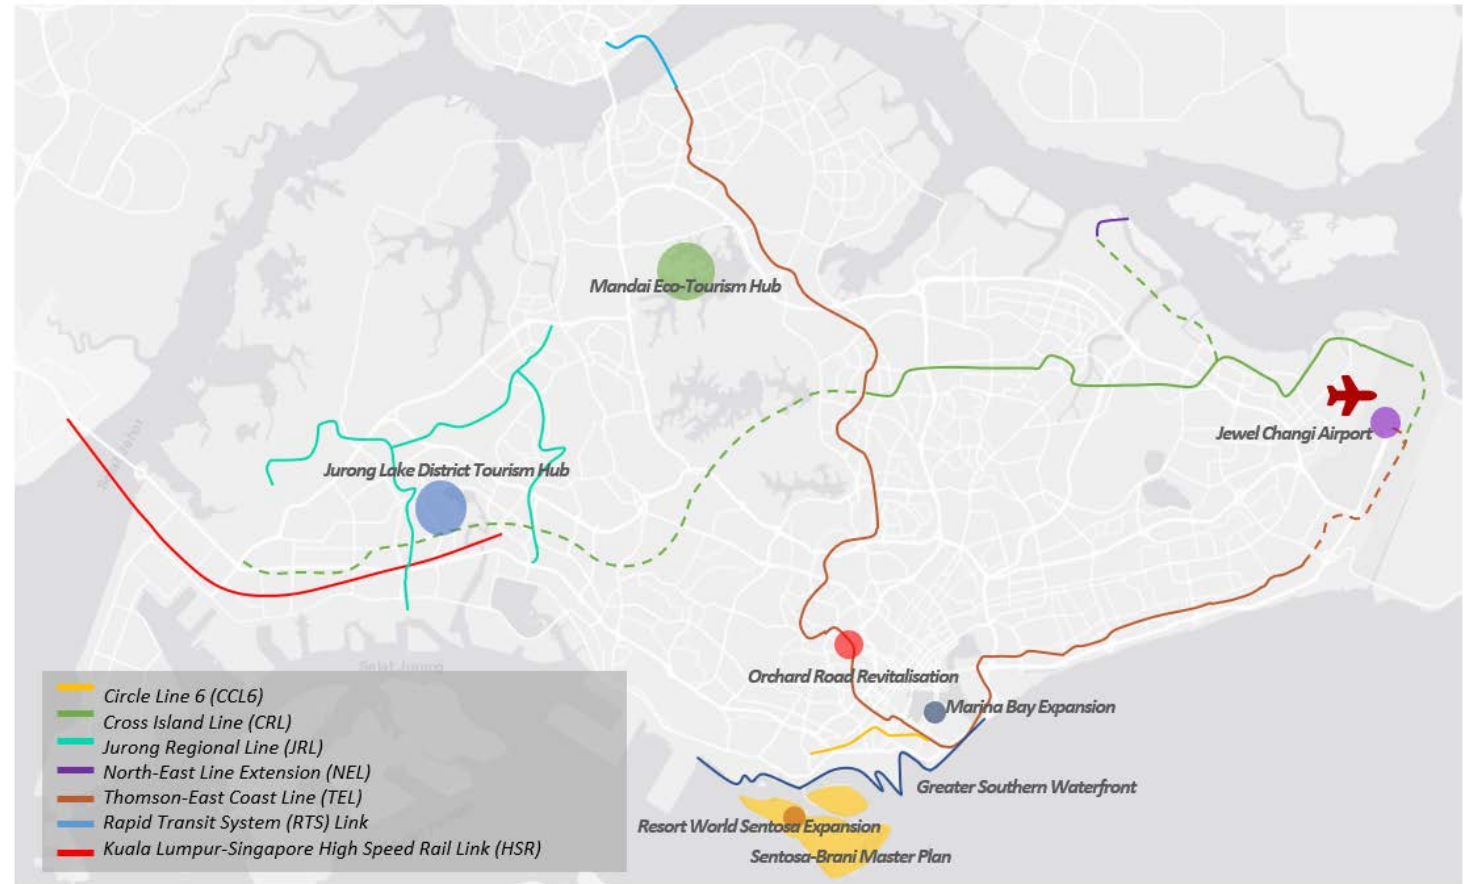 Mandai Eco-Tourism Hub
Jewel Changi Airport
Jurong Lake District Tourism Hub
Selat Jurong
Orchard Road Revitalisation
Marina Bay Expansion
Greater Southern Waterfront
Resort World Sentosa Expansion
Sentosa-Brani Master Plan
Circle Line 6 (CCL6)
Cross Island Line (CRL)
Jurong Regional Line (JRL)
North-East Line Extension (NEL)
Thomson-East Coast Line (TEL)
Rapid Transit System (RTS) Link
Kuala Lumpur-Singapore High Speed Rail Link (HSR)